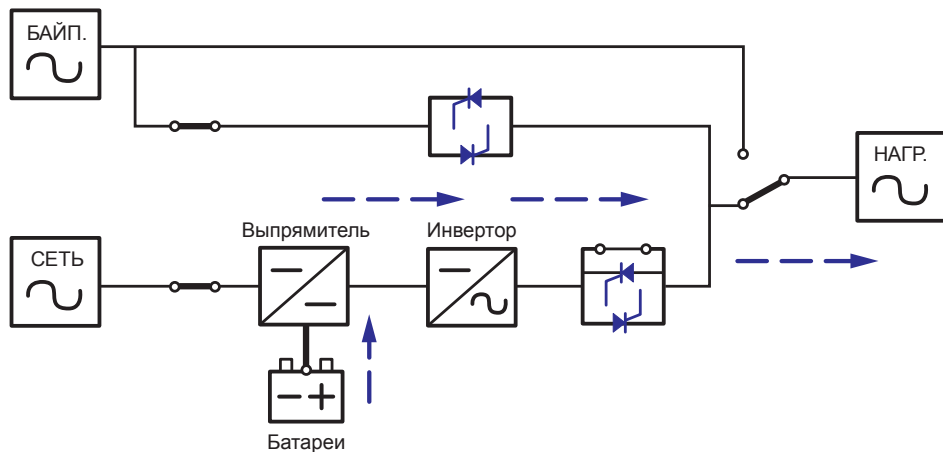 БАЙП.
НАГР.
Выпрямитель
Инвертор
СЕТЬ
Батареи